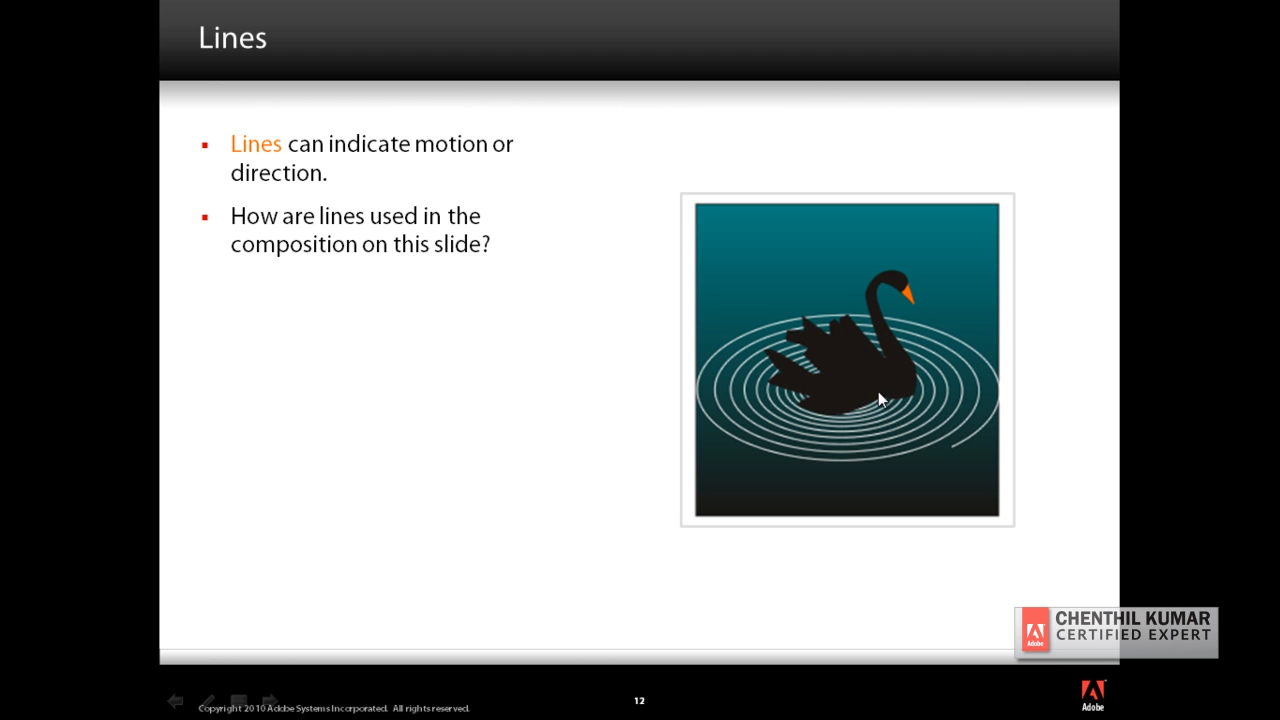 Lines
Lines can indicate motion or
direction.
How are lines used in the
composition on this slide?
CHENTHIL KUMAR
CERTIFIED EXPERT
Adobe
Copyright 2010 Adobe Systems Incorporated. All rights reserved.
12
Adobe